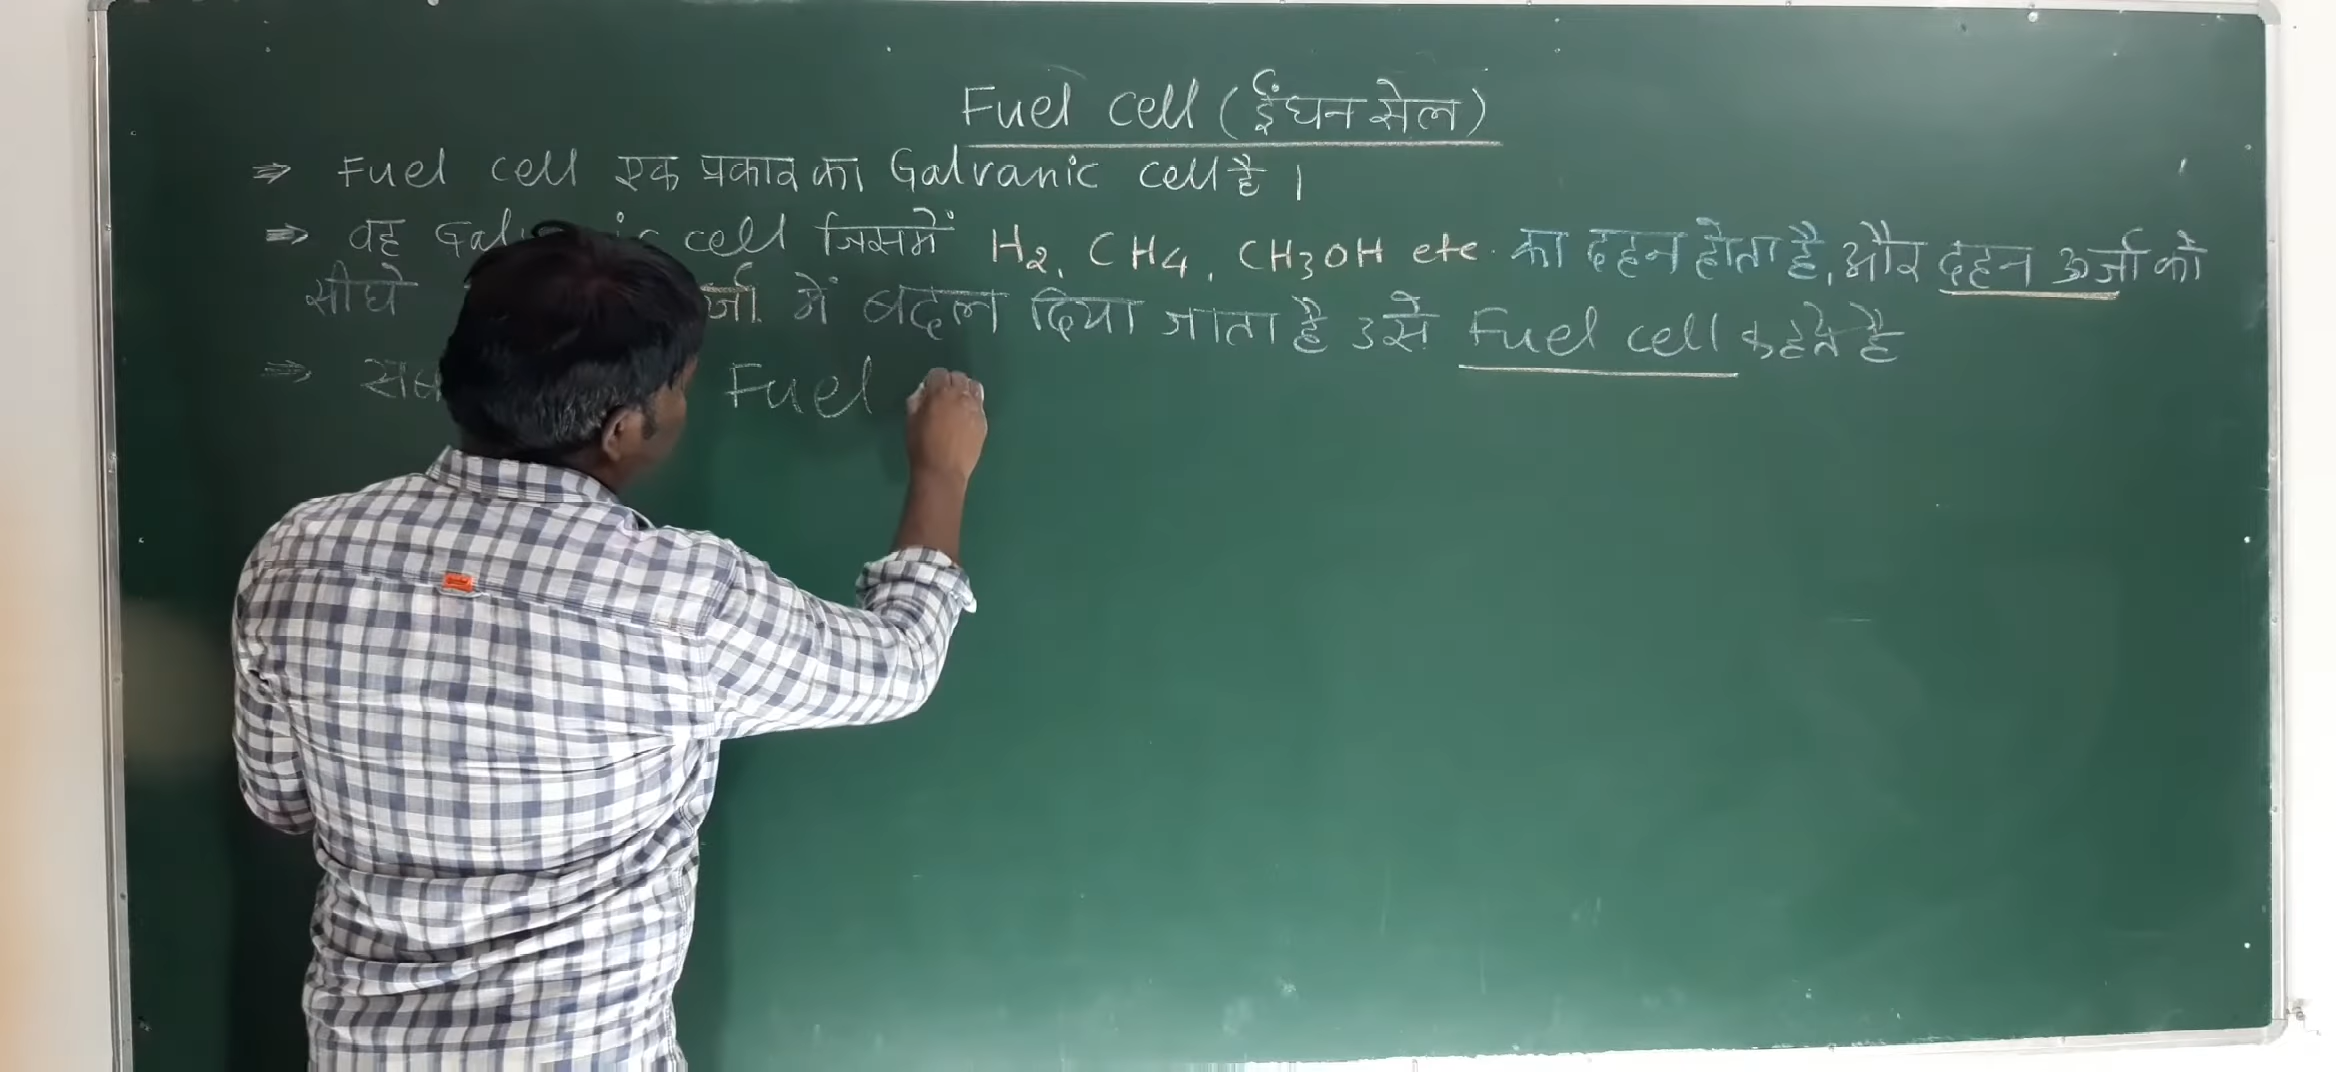 Fuel cell (ईंधन सेल)
⇒ Fuel cell एक प्रकार का Galvanic cell है।
⇒ वह cell जिसमें H2, CH4, CH3OH etc. का दहन होता है, और दहन ऊर्जा को
सीधे में बदल दिया जाता है उसे Fuel cell कहते है
⇒ Fuel